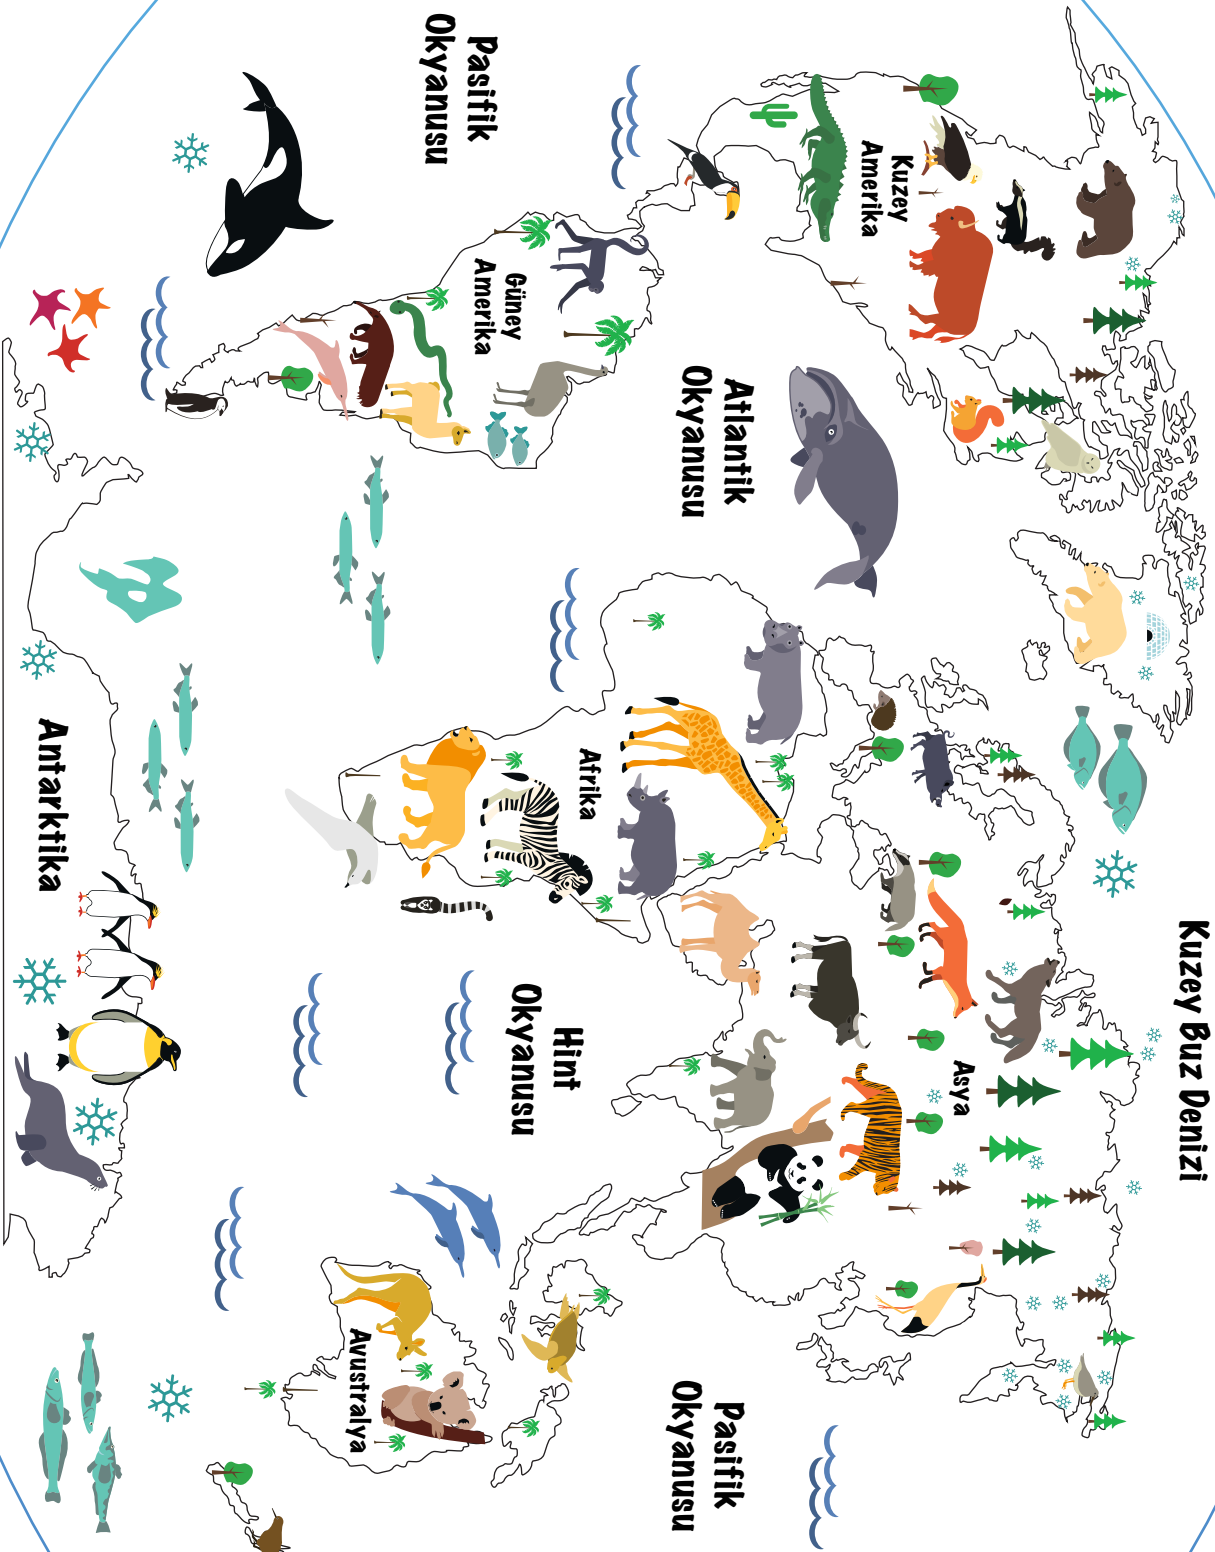 Kuzey Buz Denizi
Kuzey
Amerika
Atlantik
Okyanusu
Asya
Pasifik
Okyanusu
Güney
Amerika
Afrika
Hint
Okyanusu
Pasifik
Okyanusu
Avustralya
Antarktika